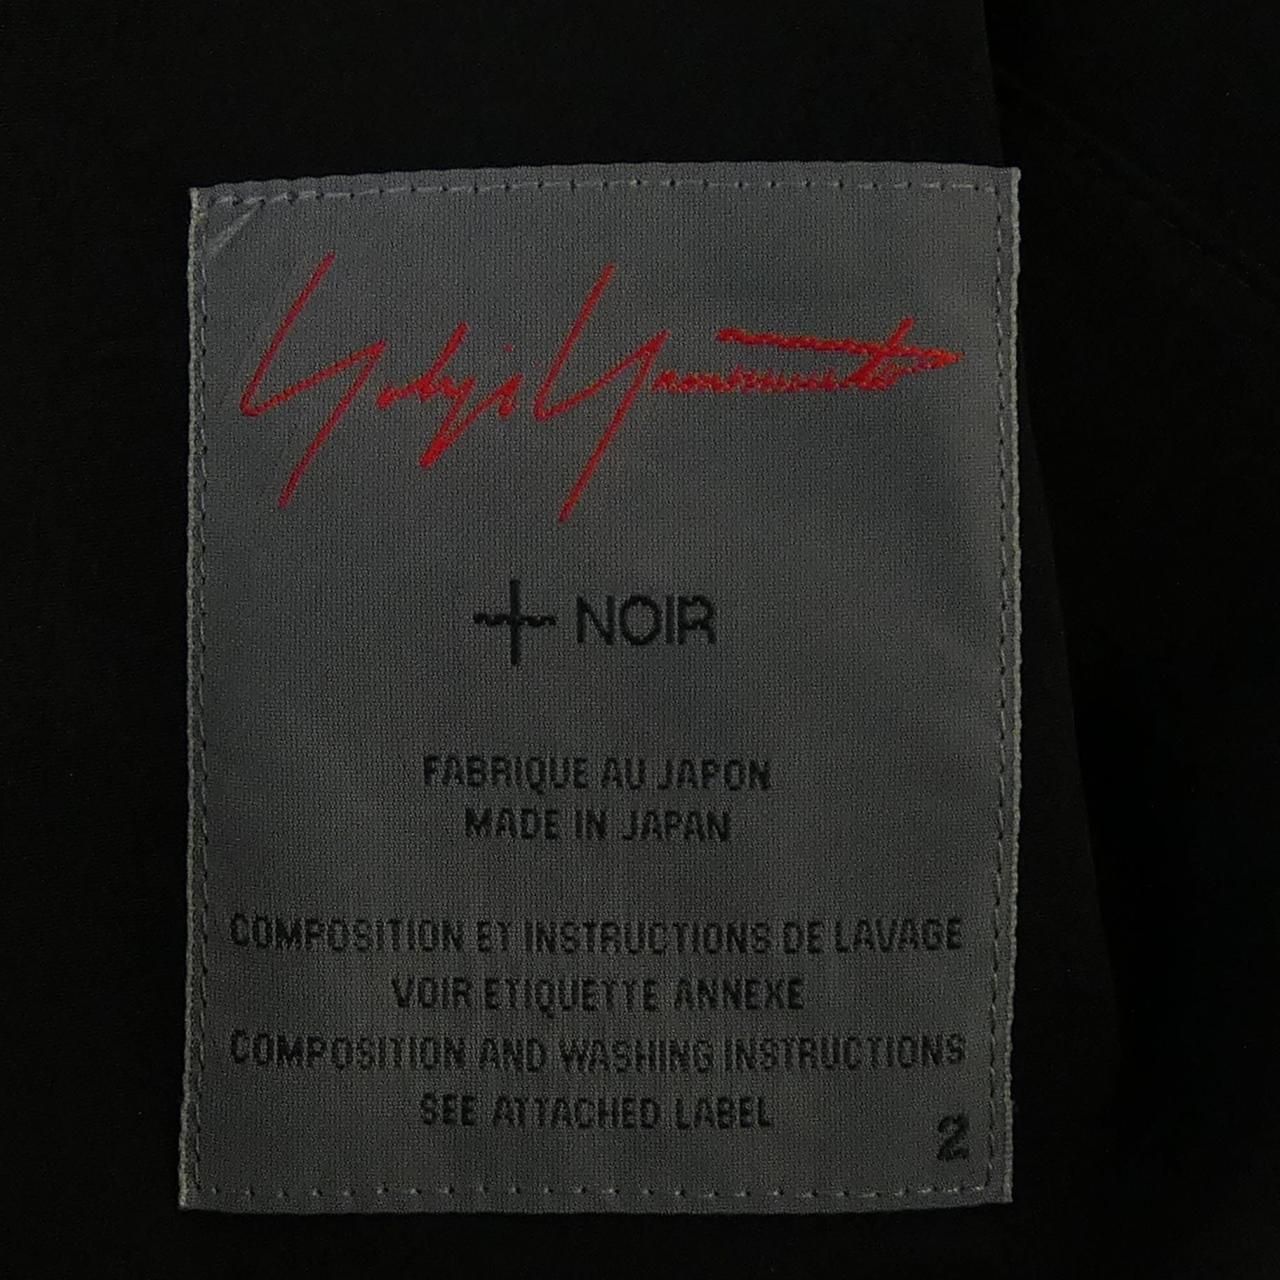 Yohji Yamamoto
+ NOIR
FABRIQUE AU JAPON
MADE IN JAPAN
COMPOSITION ET INSTRUCTIONS DE LAVAGE
VOIR ETIQUETTE ANNEXE
COMPOSITION AND WASHING INSTRUCTIONS
SEE ATTACHED LABEL
2